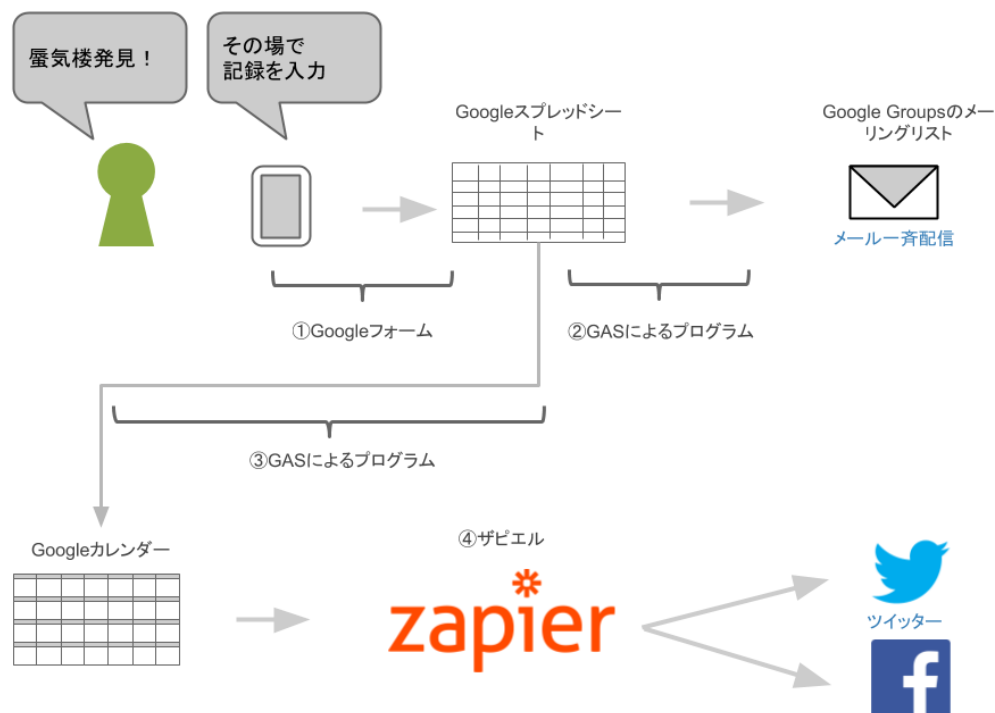 蜃気楼発見！
その場で
記録を入力
Googleスプレッドシー
ト
Google Groupsのメー
リングリスト
メール一斉配信
①Googleフォーム
②GASによるプログラム
③GASによるプログラム
Googleカレンダー
④ザピエル
zapier
ツイッター
f